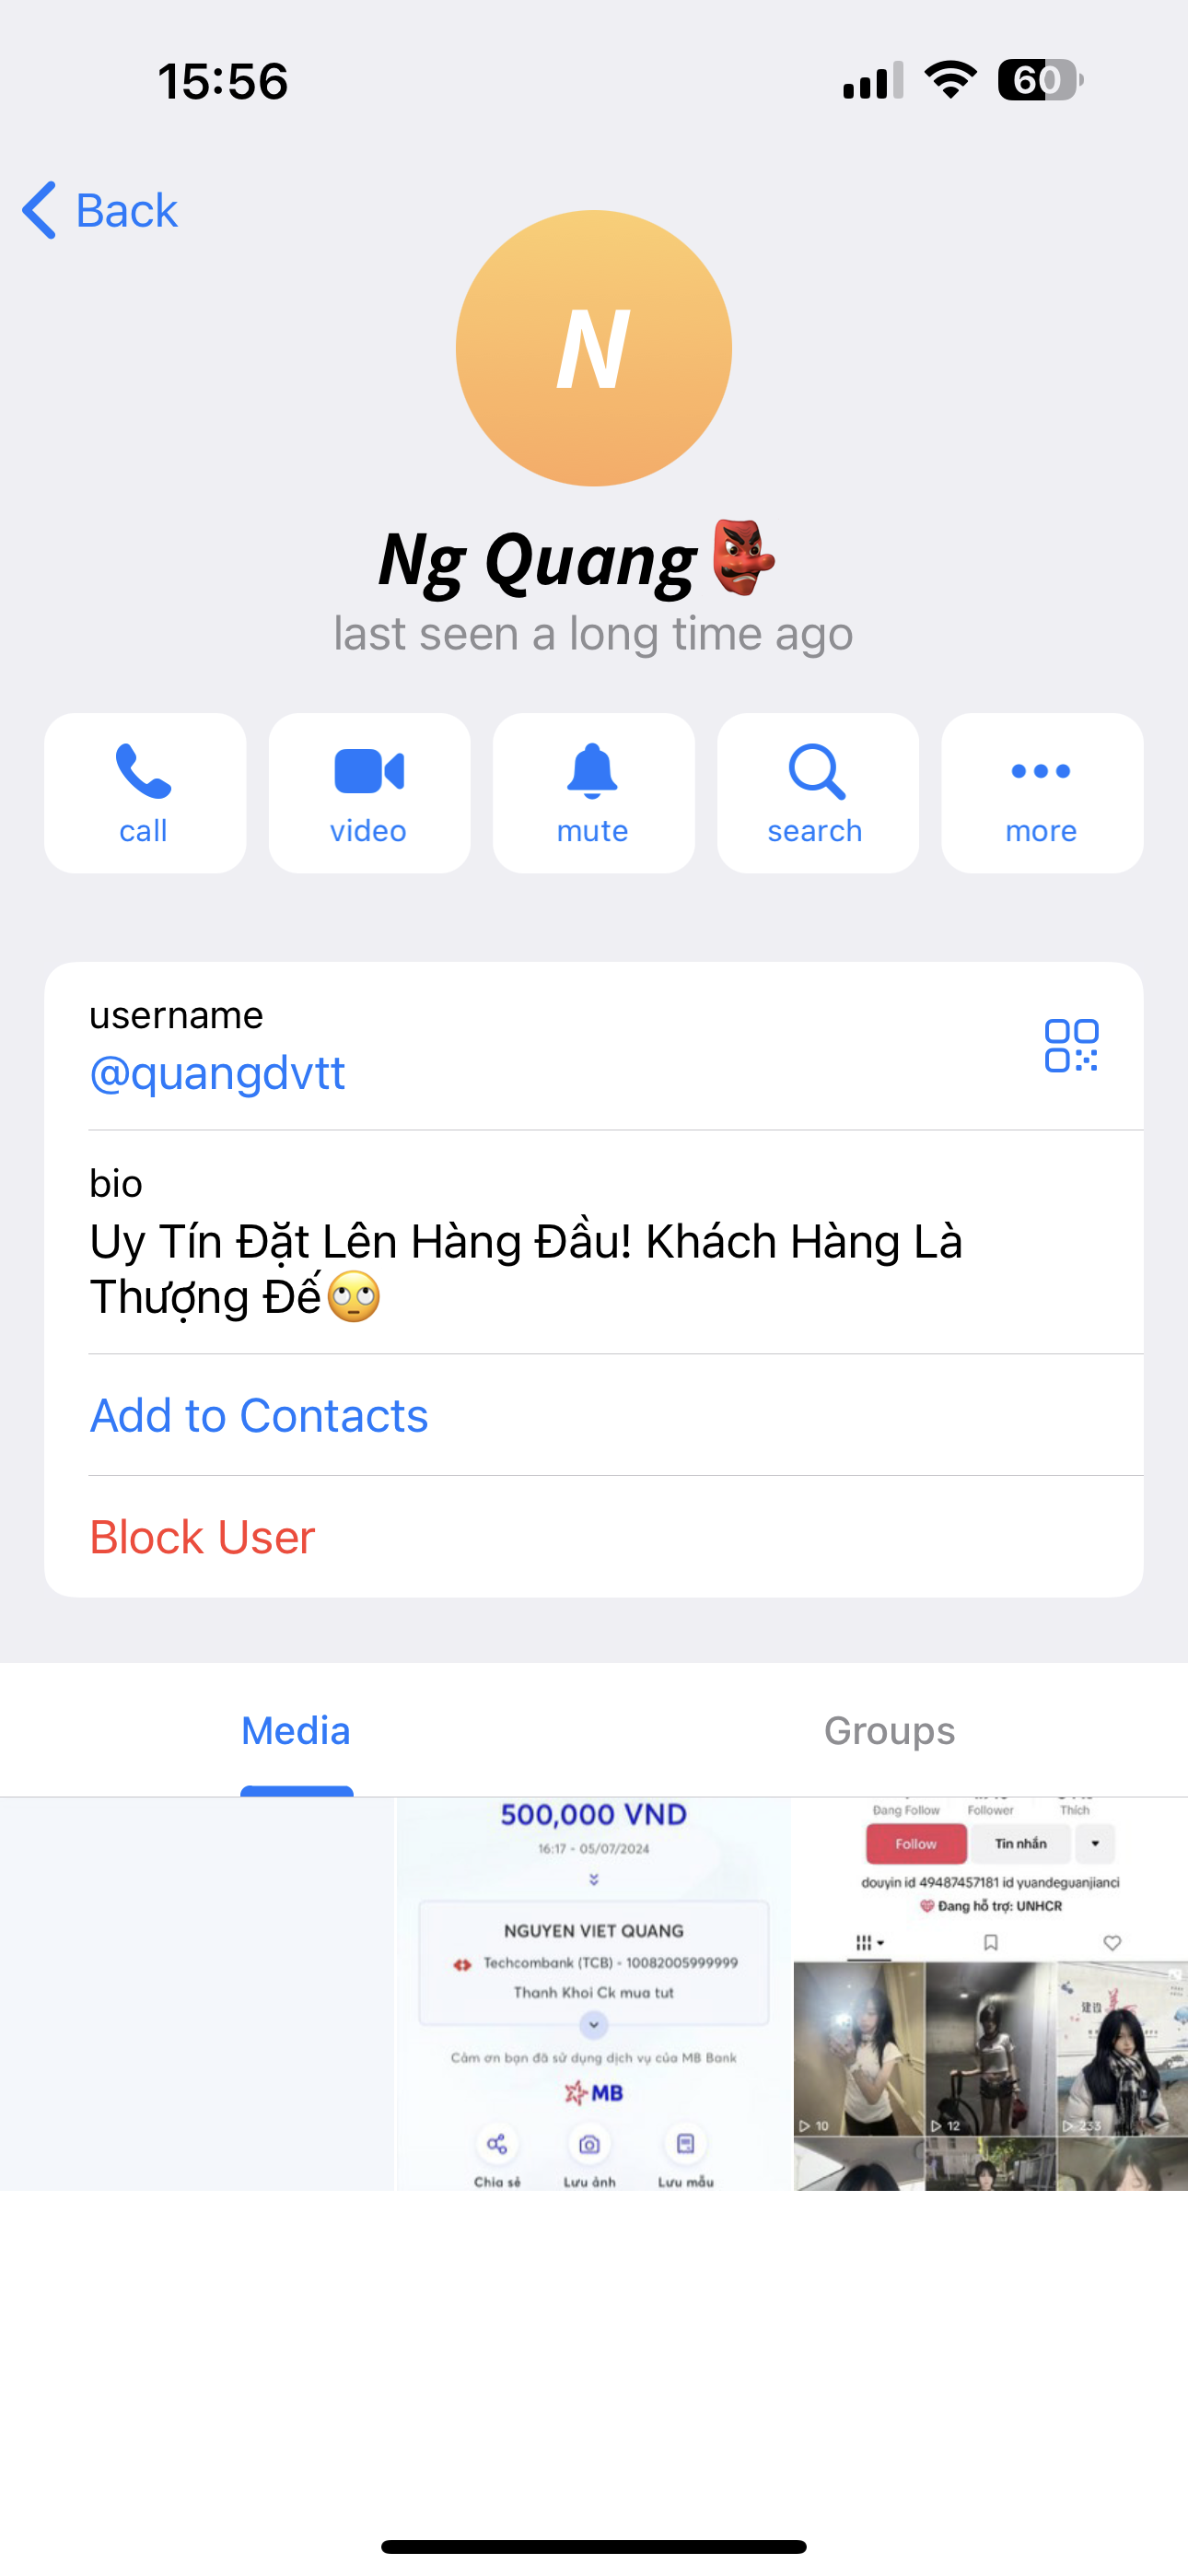 15:56
60
Back
N
Ng Quang👺
last seen a long time ago
call
video
mute
search
more
username
@quangdvtt
bio
Uy Tín Đặt Lên Hàng Đầu! Khách Hàng Là
Thượng Đế🙄
Add to Contacts
Block User
Media
Groups
500,000 VND
16:17 - 05/07/2024
NGUYEN VIET QUANG
Techcombank (TCB) - 10082005999999
Thanh Khoi Ck mua tut
Cảm ơn bạn đã sử dụng dịch vụ của MB Bank
MB
Chia sẻ
Lưu ảnh
Lưu mẫu
Đang Follow
Follower
Thích
Follow
Tin nhắn
douyin id 49487457181 id yuandeguanjianci
Đang hỗ trợ: UNHCR
建设
10
12
233